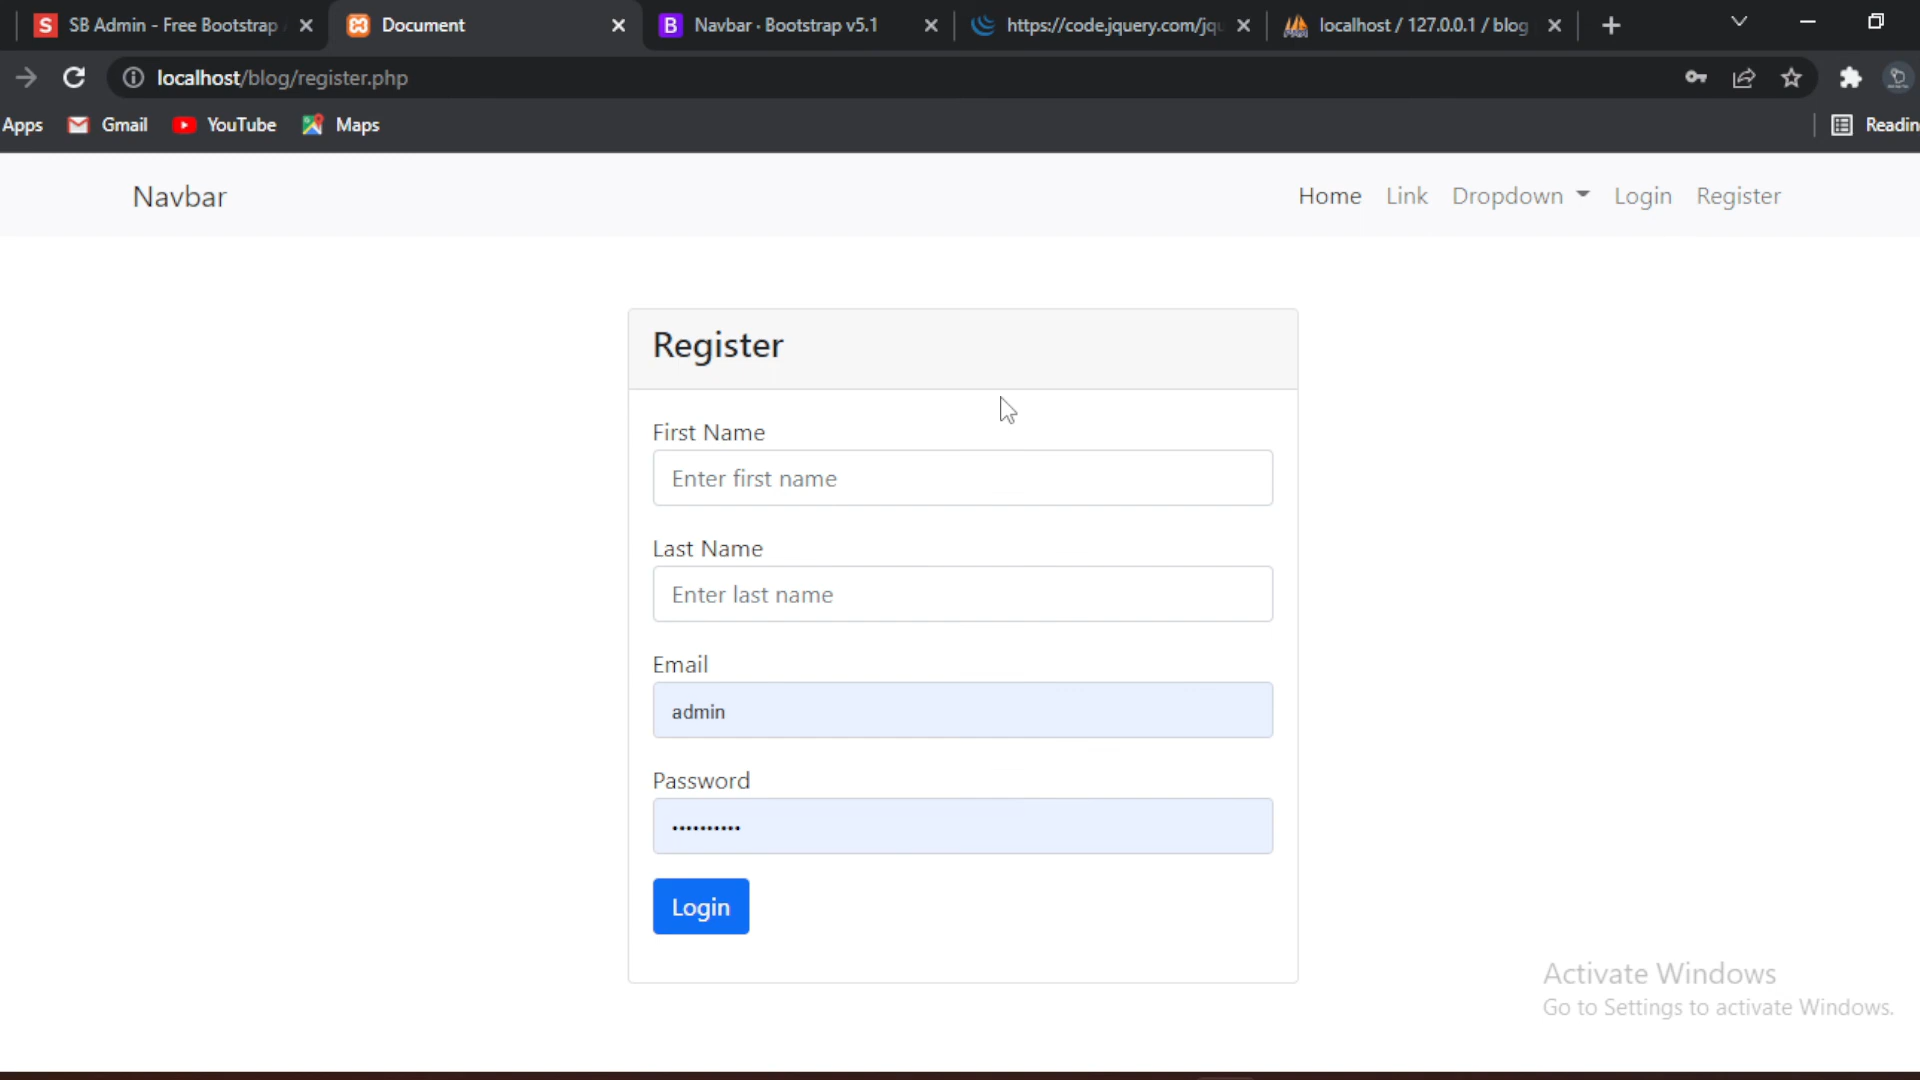 SB Admin - Free Bootstrap
Document
Navbar · Bootstrap v5.1
https://code.jquery.com/jq
localhost / 127.0.0.1 / blog
localhost/blog/register.php
Apps
Gmail
YouTube
Maps
Readin
Navbar
Home
Link
Dropdown
Login
Register
Register
First Name
Enter first name
Last Name
Enter last name
Email
admin
Password
Login
Activate Windows
Go to Settings to activate Windows.